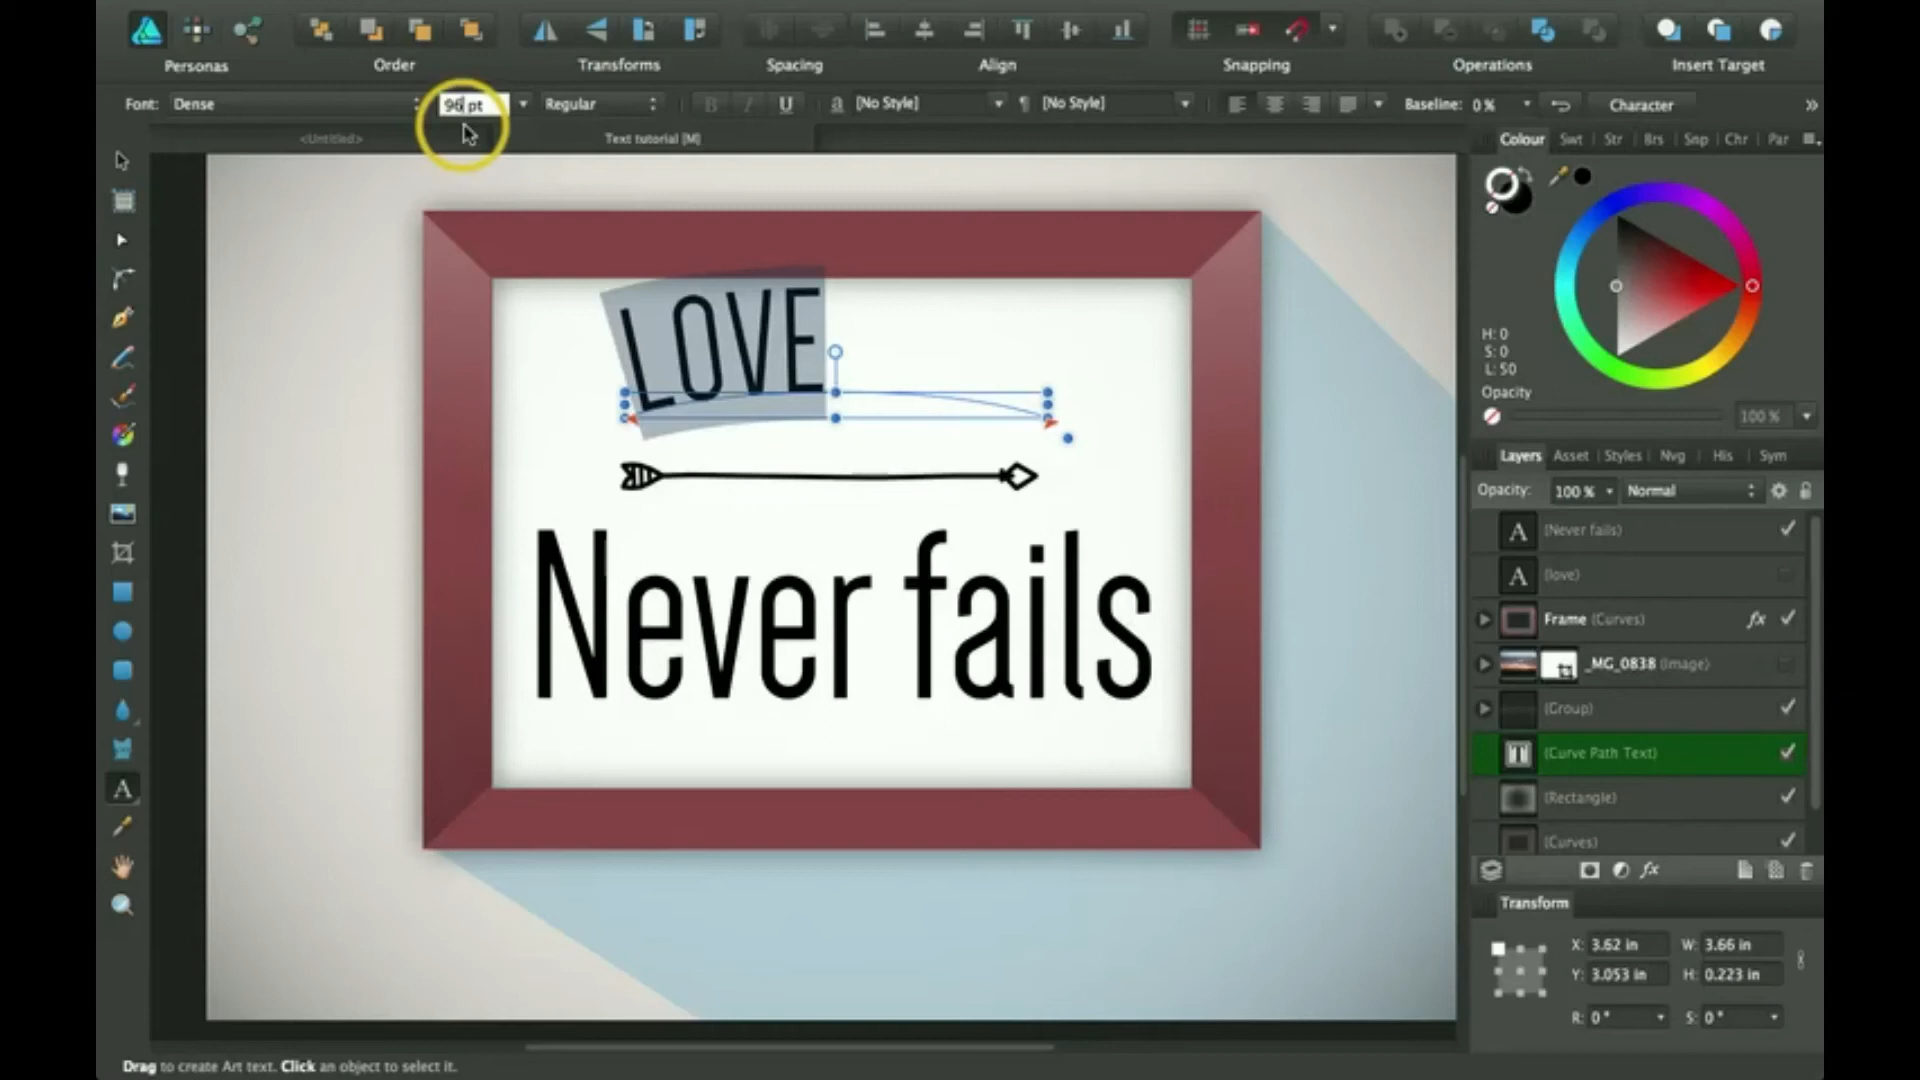 Personas
Order
Transforms
Spacing
Align
Snapping
Operations
Insert Target
Font: Dense 96 pt Regular B I U a [No Style] ¶ [No Style] Baseline: 0 % Character »
<Untitled>
Text tutorial [M]
Colour Swt Str Brs Snp Chr Par
H: 0
S: 0
L: 50
Opacity
100 %
LOVE
Never fails
Layers Asset Styles Nvg His Sym
Opacity: 100 % Normal
A (Never fails)
A (love)
Frame (Curves) fx
_MG_0838 (Image)
(Group)
(Curve Path Text)
(Rectangle)
(Curves)
fx
Transform
X: 3.62 in W: 3.66 in
Y: 3.053 in H: 0.223 in
R: 0 ° S: 0 °
Drag to create Art text. Click an object to select it.